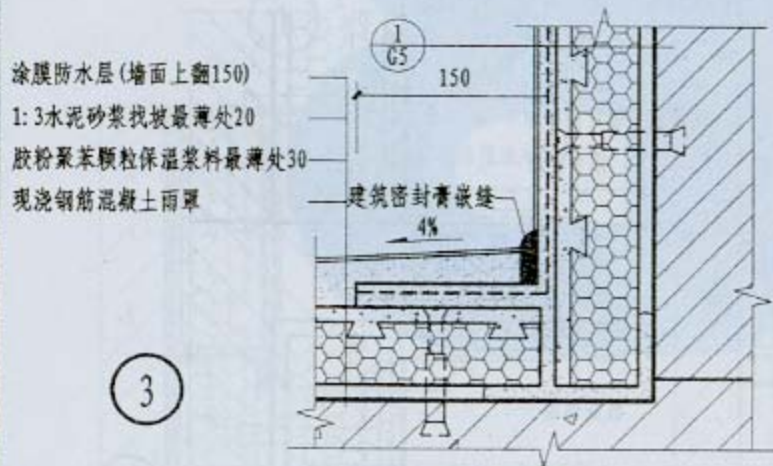 1
G5
涂膜防水层(墙面上翻150)
150
1:3水泥砂浆找坡最薄处20
胶粉聚苯颗粒保温浆料最薄处30
现浇钢筋混凝土雨罩
建筑密封膏嵌缝
4%
3